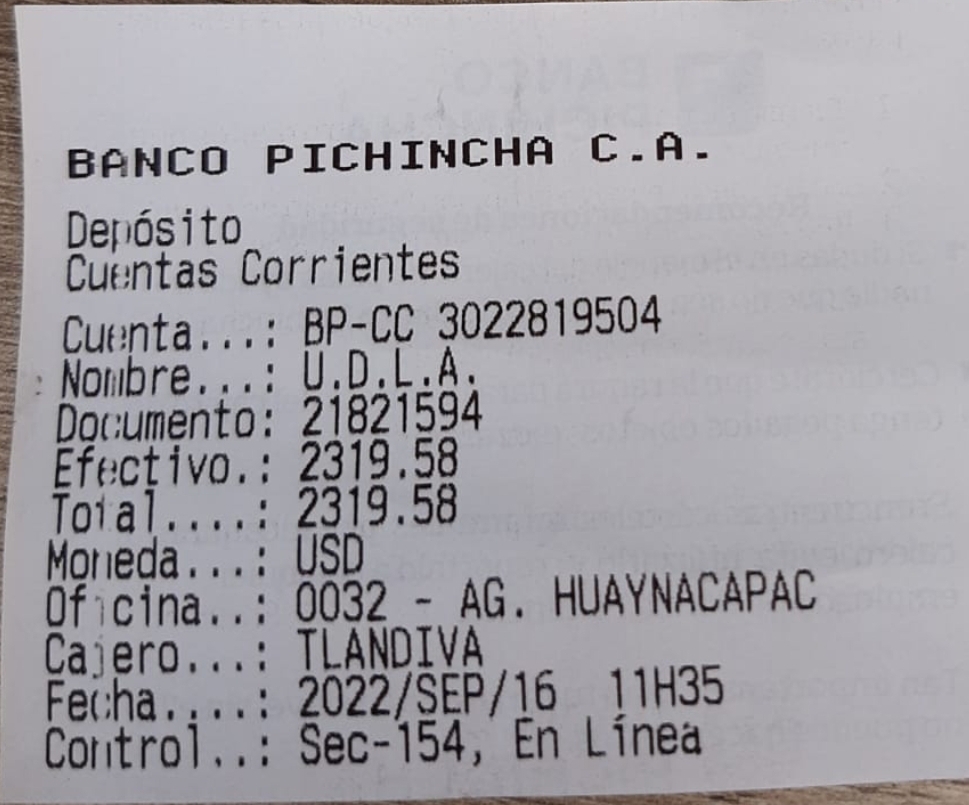 BANCO PICHINCHA C.A.
Depósito
Cuentas Corrientes
Cuenta...: BP-CC 3022819504
Nombre...: U.D.L.A.
Documento: 21821594
Efectivo.: 2319.58
Total....: 2319.58
Moneda...: USD
Oficina..: 0032 - AG. HUAYNACAPAC
Cajero...: TLANDIVA
Fecha....: 2022/SEP/16 11H35
Control..: Sec-154, En Línea